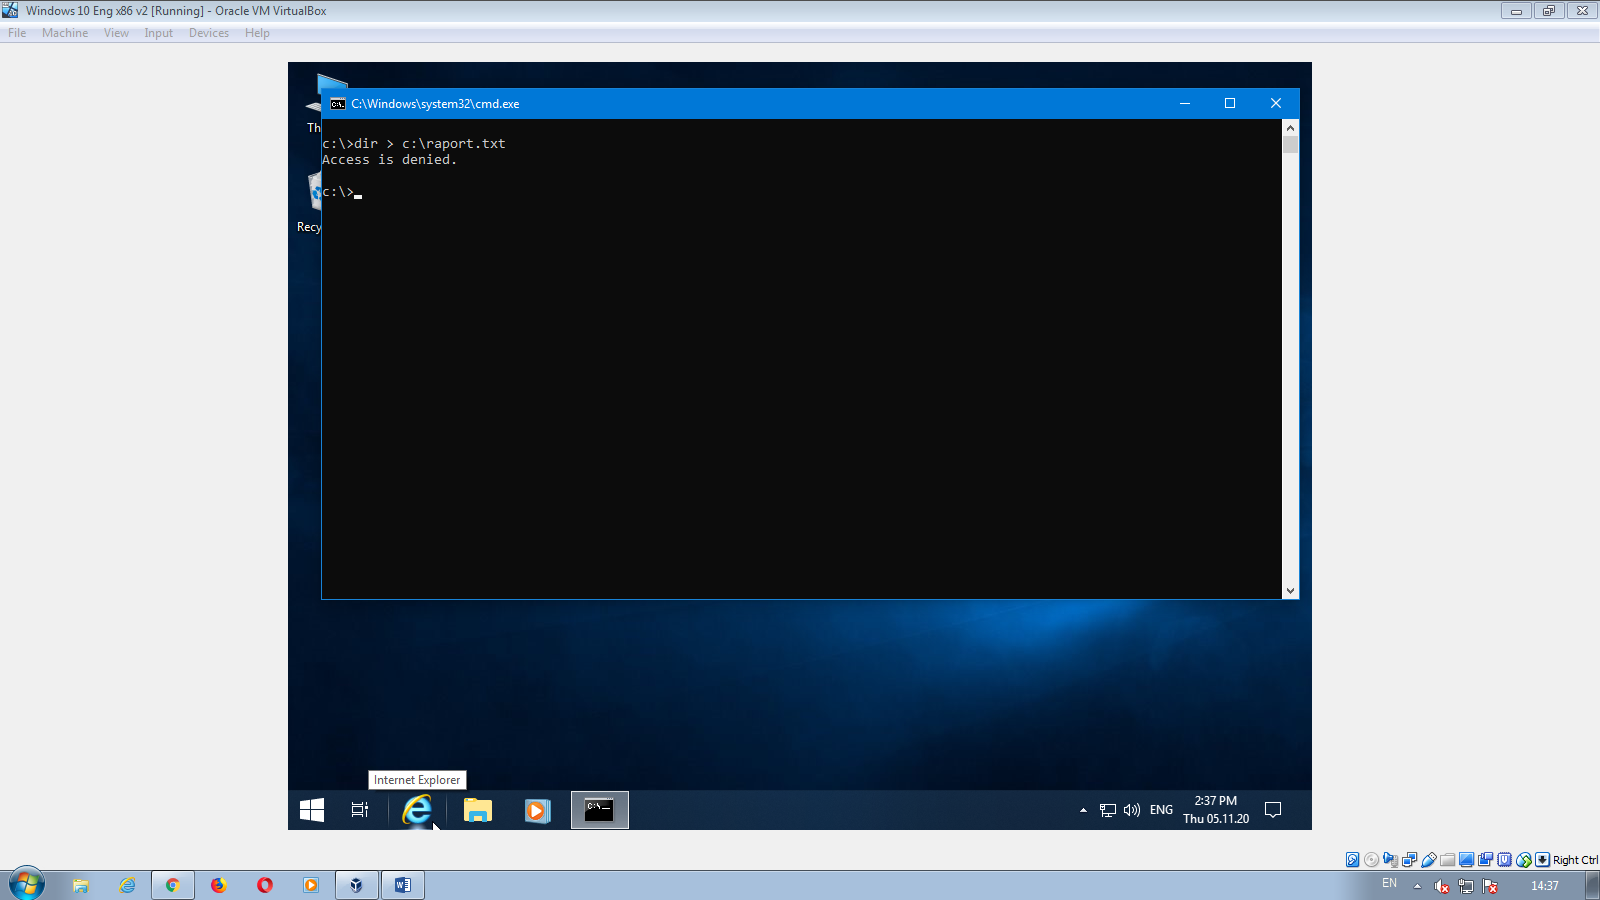 Windows 10 Eng x86 v2 [Running] - Oracle VM VirtualBox
File Machine View Input Devices Help
Th
C:\Windows\system32\cmd.exe
c:\>dir > c:\raport.txt
Access is denied.
c:\>
Recy
Internet Explorer
ENG
2:37 PM
Thu 05.11.20
Right Ctrl
EN
14:37